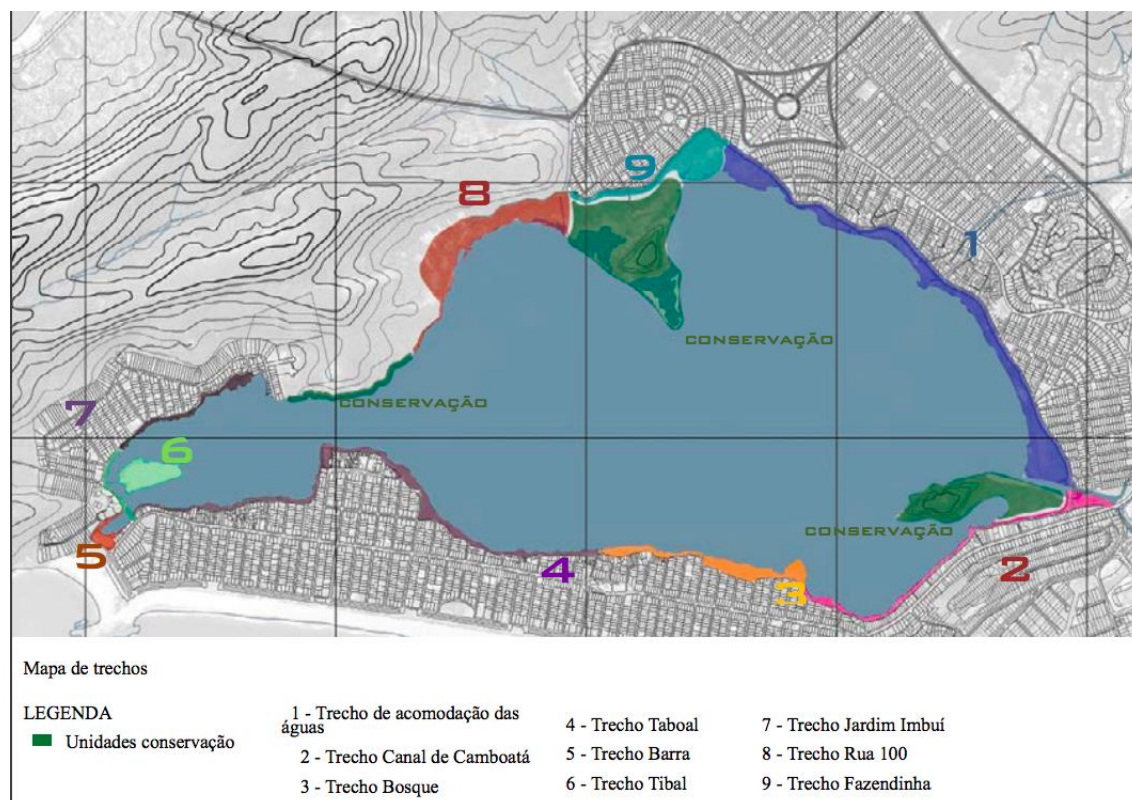 9
8
1
CONSERVAÇÃO
CONSERVAÇÃO
7
6
CONSERVAÇÃO
5
4
3
2
Mapa de trechos
LEGENDA
Unidades conservação
1 - Trecho de acomodação das
águas
2 - Trecho Canal de Camboatá
3 - Trecho Bosque
4 - Trecho Taboal
5 - Trecho Barra
6 - Trecho Tibal
7 - Trecho Jardim Imbuí
8 - Trecho Rua 100
9 - Trecho Fazendinha